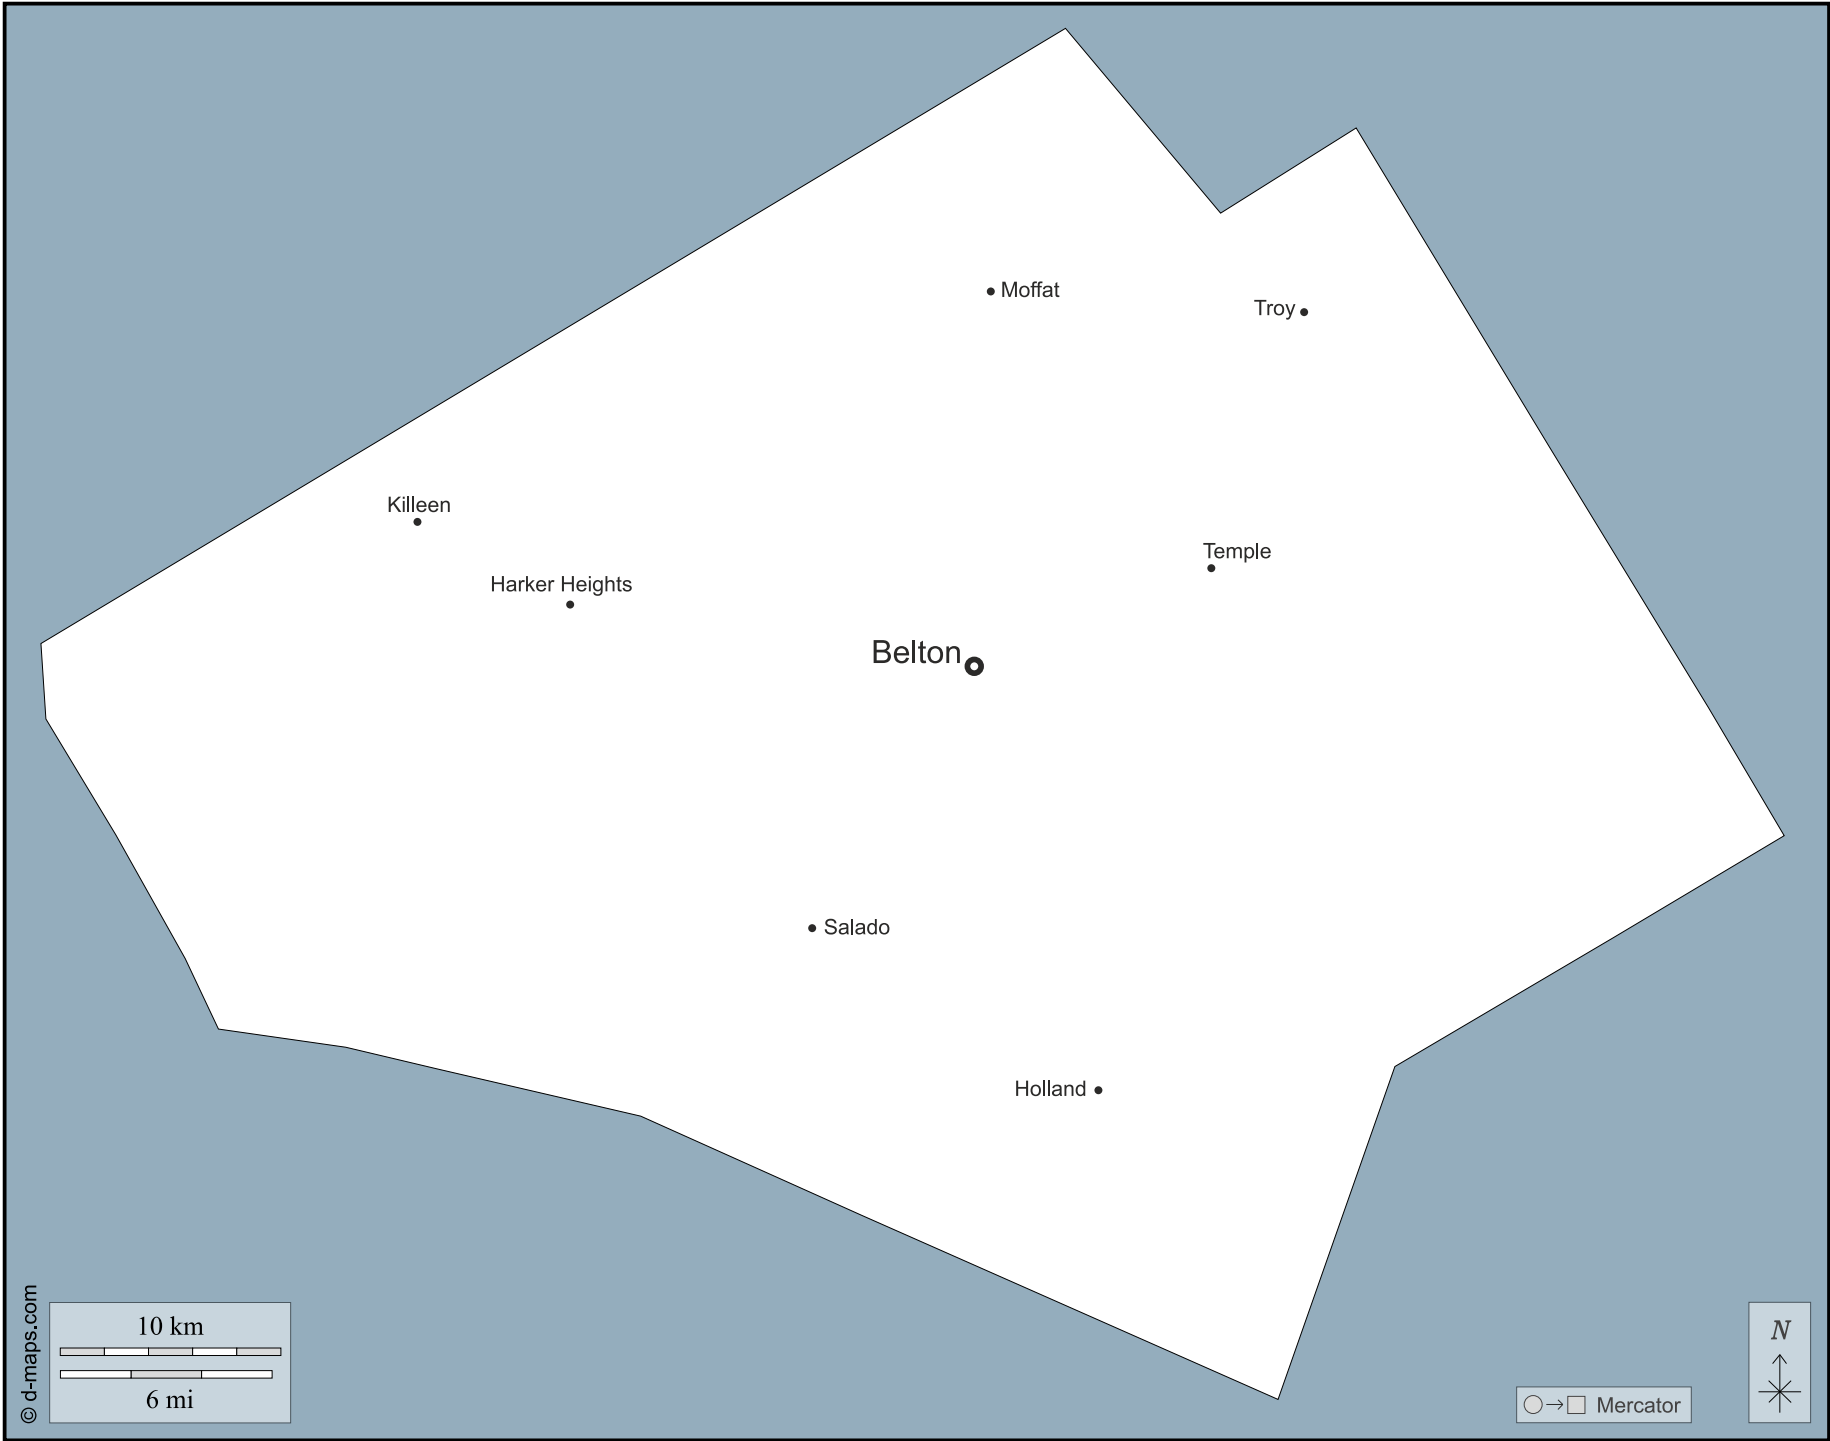 Moffat
Troy
Killeen
Temple
Harker Heights
Belton
Salado
Holland
© d-maps.com
10 km
6 mi
N
Mercator